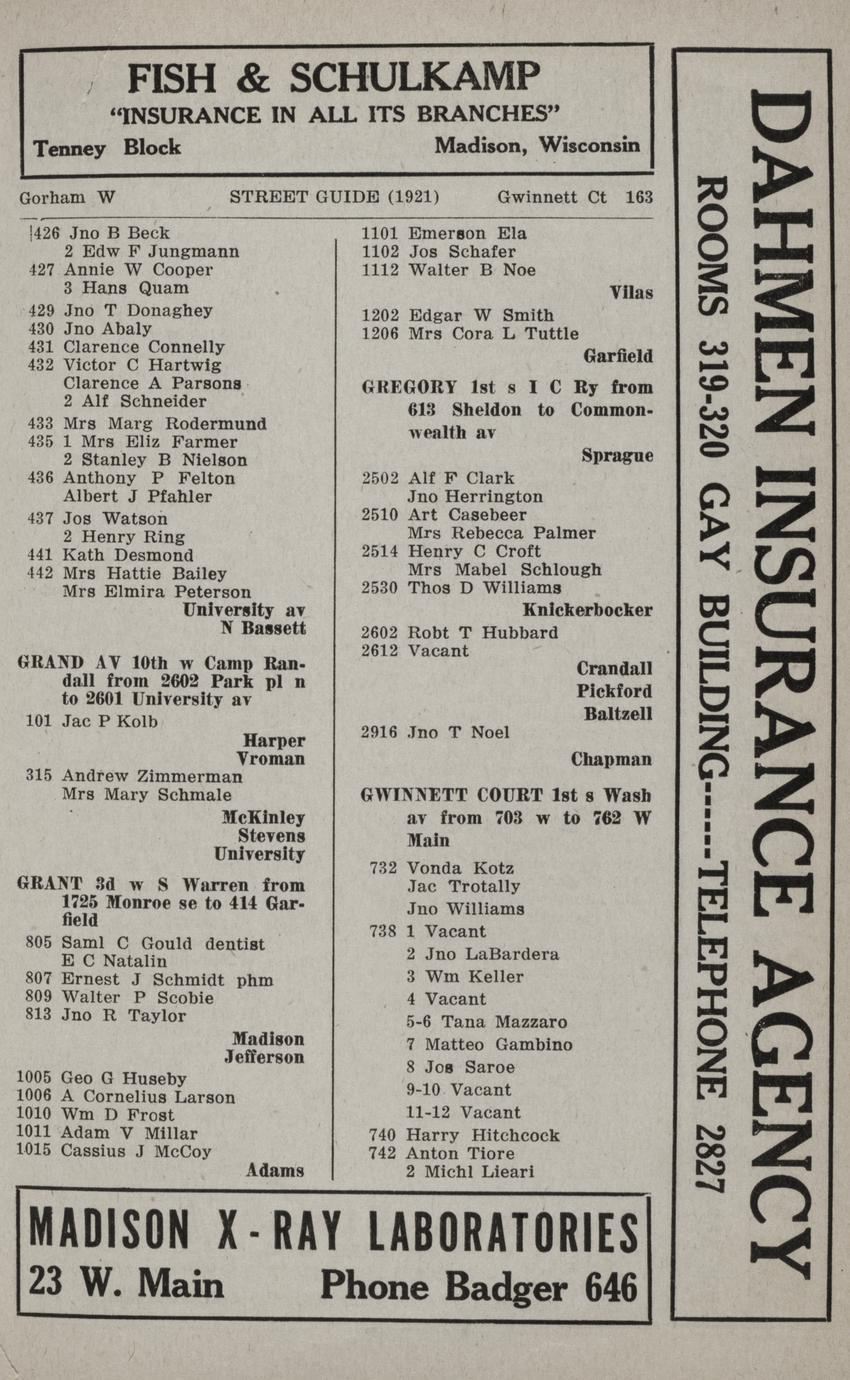 FISH & SCHULKAMP
“INSURANCE IN ALL ITS BRANCHES”
Tenney Block Madison, Wisconsin
Gorham W STREET GUIDE (1921) Gwinnett Ct 163
426 Jno B Beck
2 Edw F Jungmann
427 Annie W Cooper
3 Hans Quam
429 Jno T Donaghey
430 Jno Abaly
431 Clarence Connelly
432 Victor C Hartwig
Clarence A Parsons
2 Alf Schneider
433 Mrs Marg Rodermund
435 1 Mrs Eliz Farmer
2 Stanley B Nielson
436 Anthony P Felton
Albert J Pfahler
437 Jos Watson
2 Henry Ring
441 Kath Desmond
442 Mrs Hattie Bailey
Mrs Elmira Peterson
University av
N Bassett
GRAND AV 10th w Camp Ran-
dall from 2602 Park pl n
to 2601 University av
101 Jac P Kolb
Harper
Vroman
315 Andrew Zimmerman
Mrs Mary Schmale
McKinley
Stevens
University
GRANT 3d w S Warren from
1725 Monroe se to 414 Gar-
field
805 Saml C Gould dentist
E C Natalin
807 Ernest J Schmidt phm
809 Walter P Scobie
813 Jno R Taylor
Madison
Jefferson
1005 Geo G Huseby
1006 A Cornelius Larson
1010 Wm D Frost
1011 Adam V Millar
1015 Cassius J McCoy
Adams
1101 Emerson Ela
1102 Jos Schafer
1112 Walter B Noe
Vilas
1202 Edgar W Smith
1206 Mrs Cora L Tuttle
Garfield
GREGORY 1st s I C Ry from
613 Sheldon to Common-
wealth av
Sprague
2502 Alf F Clark
Jno Herrington
2510 Art Casebeer
Mrs Rebecca Palmer
2514 Henry C Croft
Mrs Mabel Schlough
2530 Thos D Williams
Knickerbocker
2602 Robt T Hubbard
2612 Vacant
Crandall
Pickford
Baltzell
2916 Jno T Noel
Chapman
GWINNETT COURT 1st s Wash
av from 703 w to 762 W
Main
732 Vonda Kotz
Jac Trotally
Jno Williams
738 1 Vacant
2 Jno LaBardera
3 Wm Keller
4 Vacant
5-6 Tana Mazzaro
7 Matteo Gambino
8 Jos Saroe
9-10 Vacant
11-12 Vacant
740 Harry Hitchcock
742 Anton Tiore
2 Michl Lieari
MADISON X-RAY LABORATORIES
23 W. Main Phone Badger 646
DAHMEN INSURANCE AGENCY
ROOMS 319-320 GAY BUILDING------TELEPHONE 2827